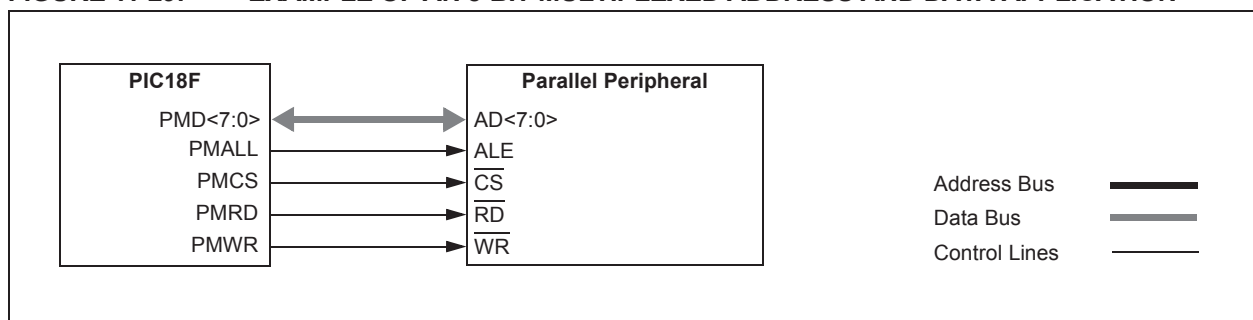 PIC18F
PMD<7:0>
PMALL
PMCS
PMRD
PMWR
Parallel Peripheral
AD<7:0>
ALE
CS
RD
WR
Address Bus
Data Bus
Control Lines